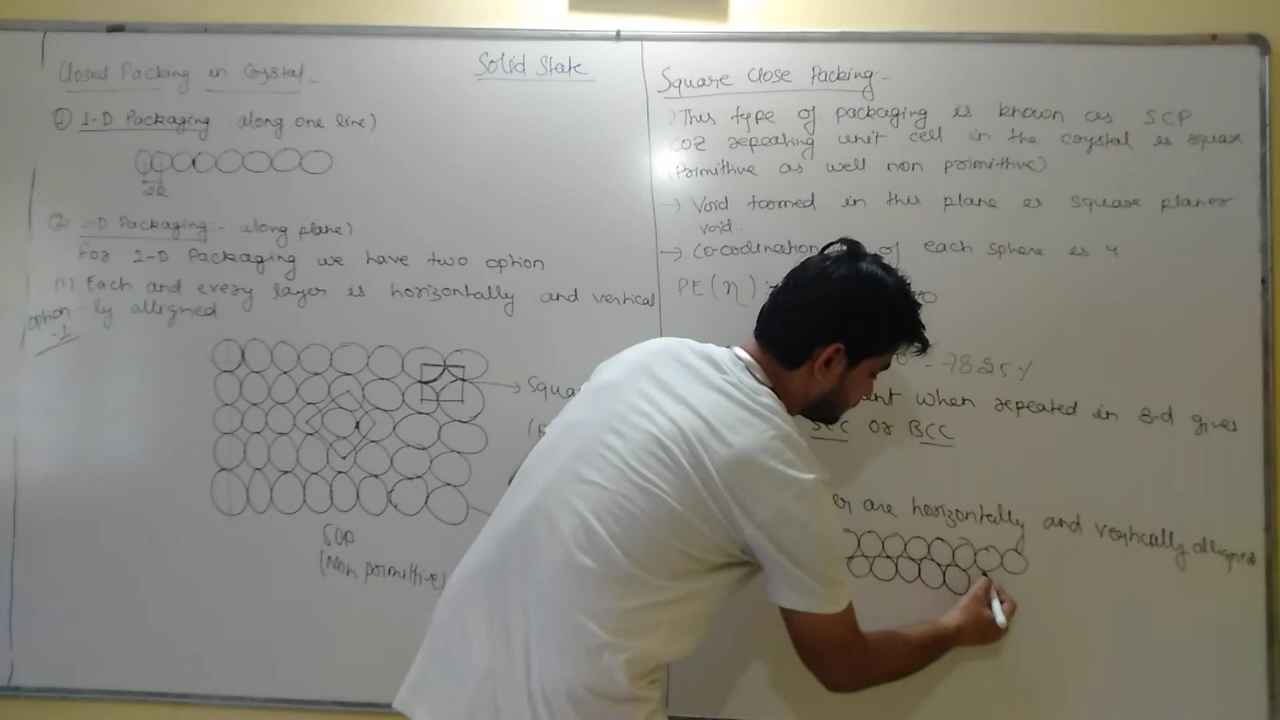 Solid State
Closed Packing in Crystal
① 1-D Packaging along one line)
2R
② 2-D Packaging :- along plane)
For 2-D Packaging we have two option
(1) Each and every layer is horizontally and vertical
option -1
ly alligned
Squa
SCP
(Non primitive)
Square Close Packing:-
This type of packaging is known as SCP
coz repeating unit cell in the crystal is square
(Primitive as well non primitive)
→ Void formed in this plane is square planer
void.
→ Co-ordination of each sphere is 4
PE(η)
78.5%
when repeated in 3-d gives
SCC or BCC
er are horizontally and vertically alligned